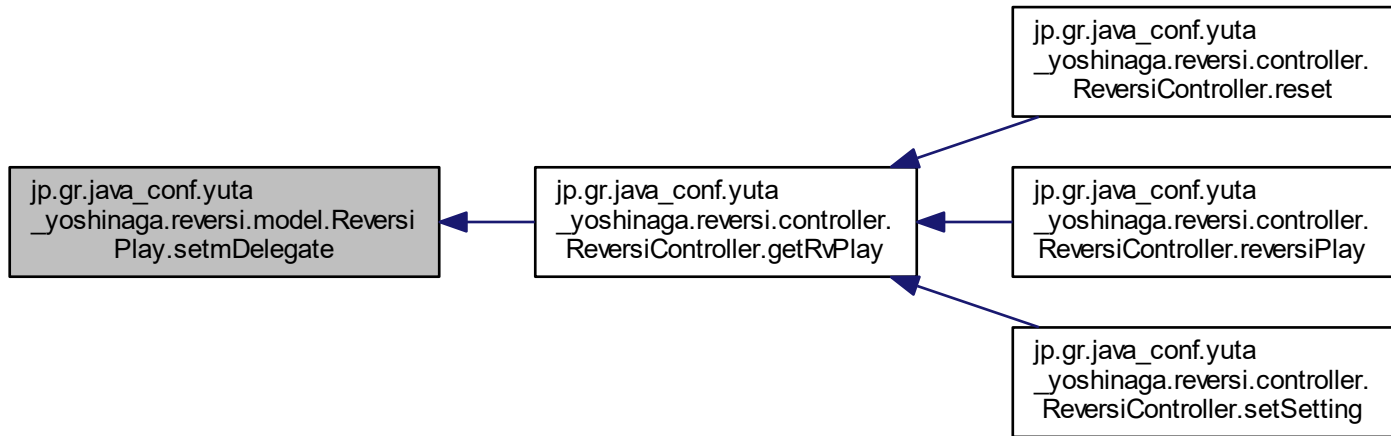 jp.gr.java_conf.yuta
_yoshinaga.reversi.model.Reversi
Play.setmDelegate
jp.gr.java_conf.yuta
_yoshinaga.reversi.controller.
ReversiController.getRvPlay
jp.gr.java_conf.yuta
_yoshinaga.reversi.controller.
ReversiController.reset
jp.gr.java_conf.yuta
_yoshinaga.reversi.controller.
ReversiController.reversiPlay
jp.gr.java_conf.yuta
_yoshinaga.reversi.controller.
ReversiController.setSetting